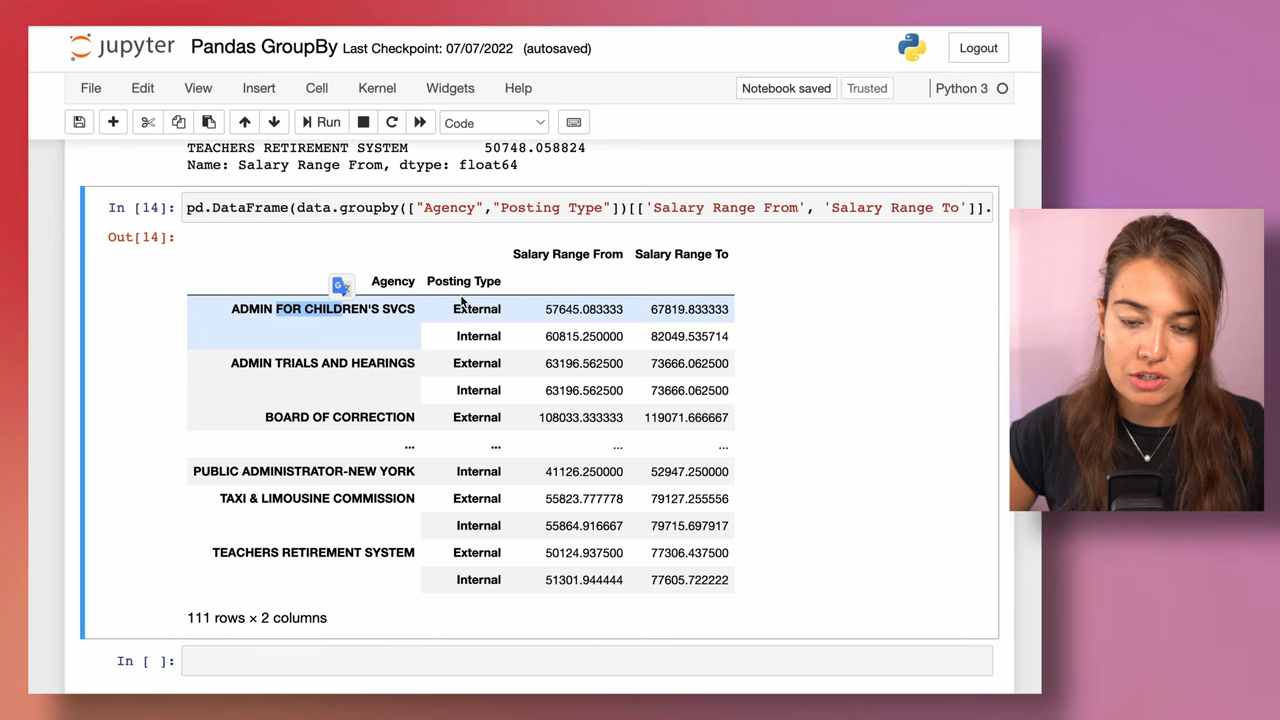 jupyter Pandas GroupBy Last Checkpoint: 07/07/2022 (autosaved) Logout
File Edit View Insert Cell Kernel Widgets Help Notebook saved Trusted Python 3
Run Code
TEACHERS RETIREMENT SYSTEM 50748.058824
Name: Salary Range From, dtype: float64
In [14]: pd.DataFrame(data.groupby(["Agency","Posting Type"])[['Salary Range From', 'Salary Range To']].
Out[14]:
Salary Range From Salary Range To
Agency Posting Type
ADMIN FOR CHILDREN'S SVCS External 57645.083333 67819.833333
Internal 60815.250000 82049.535714
ADMIN TRIALS AND HEARINGS External 63196.562500 73666.062500
Internal 63196.562500 73666.062500
BOARD OF CORRECTION External 108033.333333 119071.666667
... ... ... ...
PUBLIC ADMINISTRATOR-NEW YORK Internal 41126.250000 52947.250000
TAXI & LIMOUSINE COMMISSION External 55823.777778 79127.255556
Internal 55864.916667 79715.697917
TEACHERS RETIREMENT SYSTEM External 50124.937500 77306.437500
Internal 51301.944444 77605.722222
111 rows × 2 columns
In [ ]: